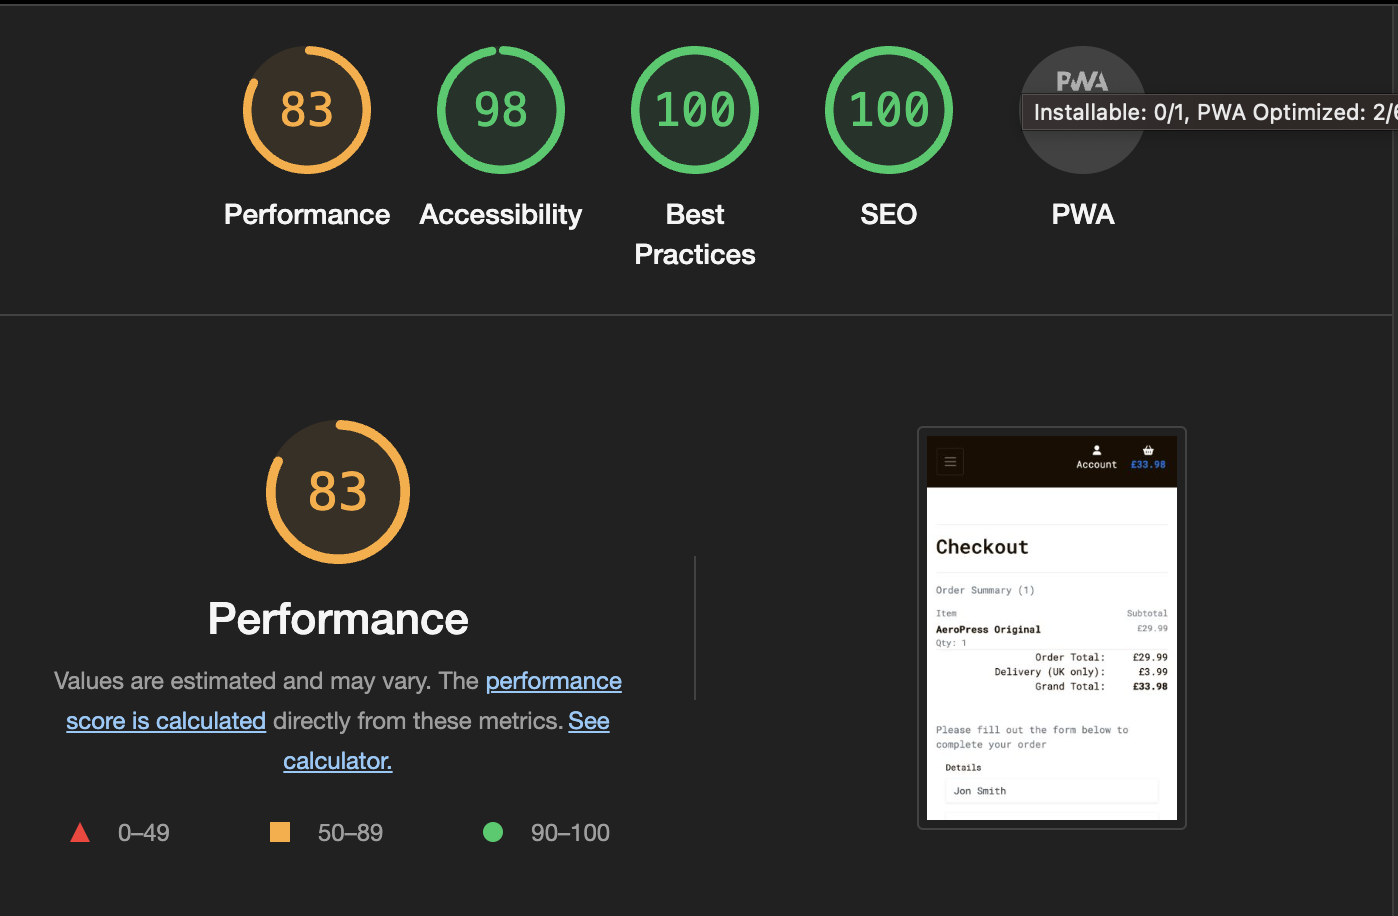 83
98
100
100
PWA
Installable: 0/1, PWA Optimized: 2/6
Performance
Accessibility
Best
Practices
SEO
PWA
83
Performance
Values are estimated and may vary. The performance
score is calculated directly from these metrics. See
calculator.
0–49
50–89
90–100
Account
£33.98
Checkout
Order Summary (1)
Item Subtotal
AeroPress Original £29.99
Qty: 1
Order Total: £29.99
Delivery (UK only): £3.99
Grand Total: £33.98
Please fill out the form below to
complete your order
Details
Jon Smith